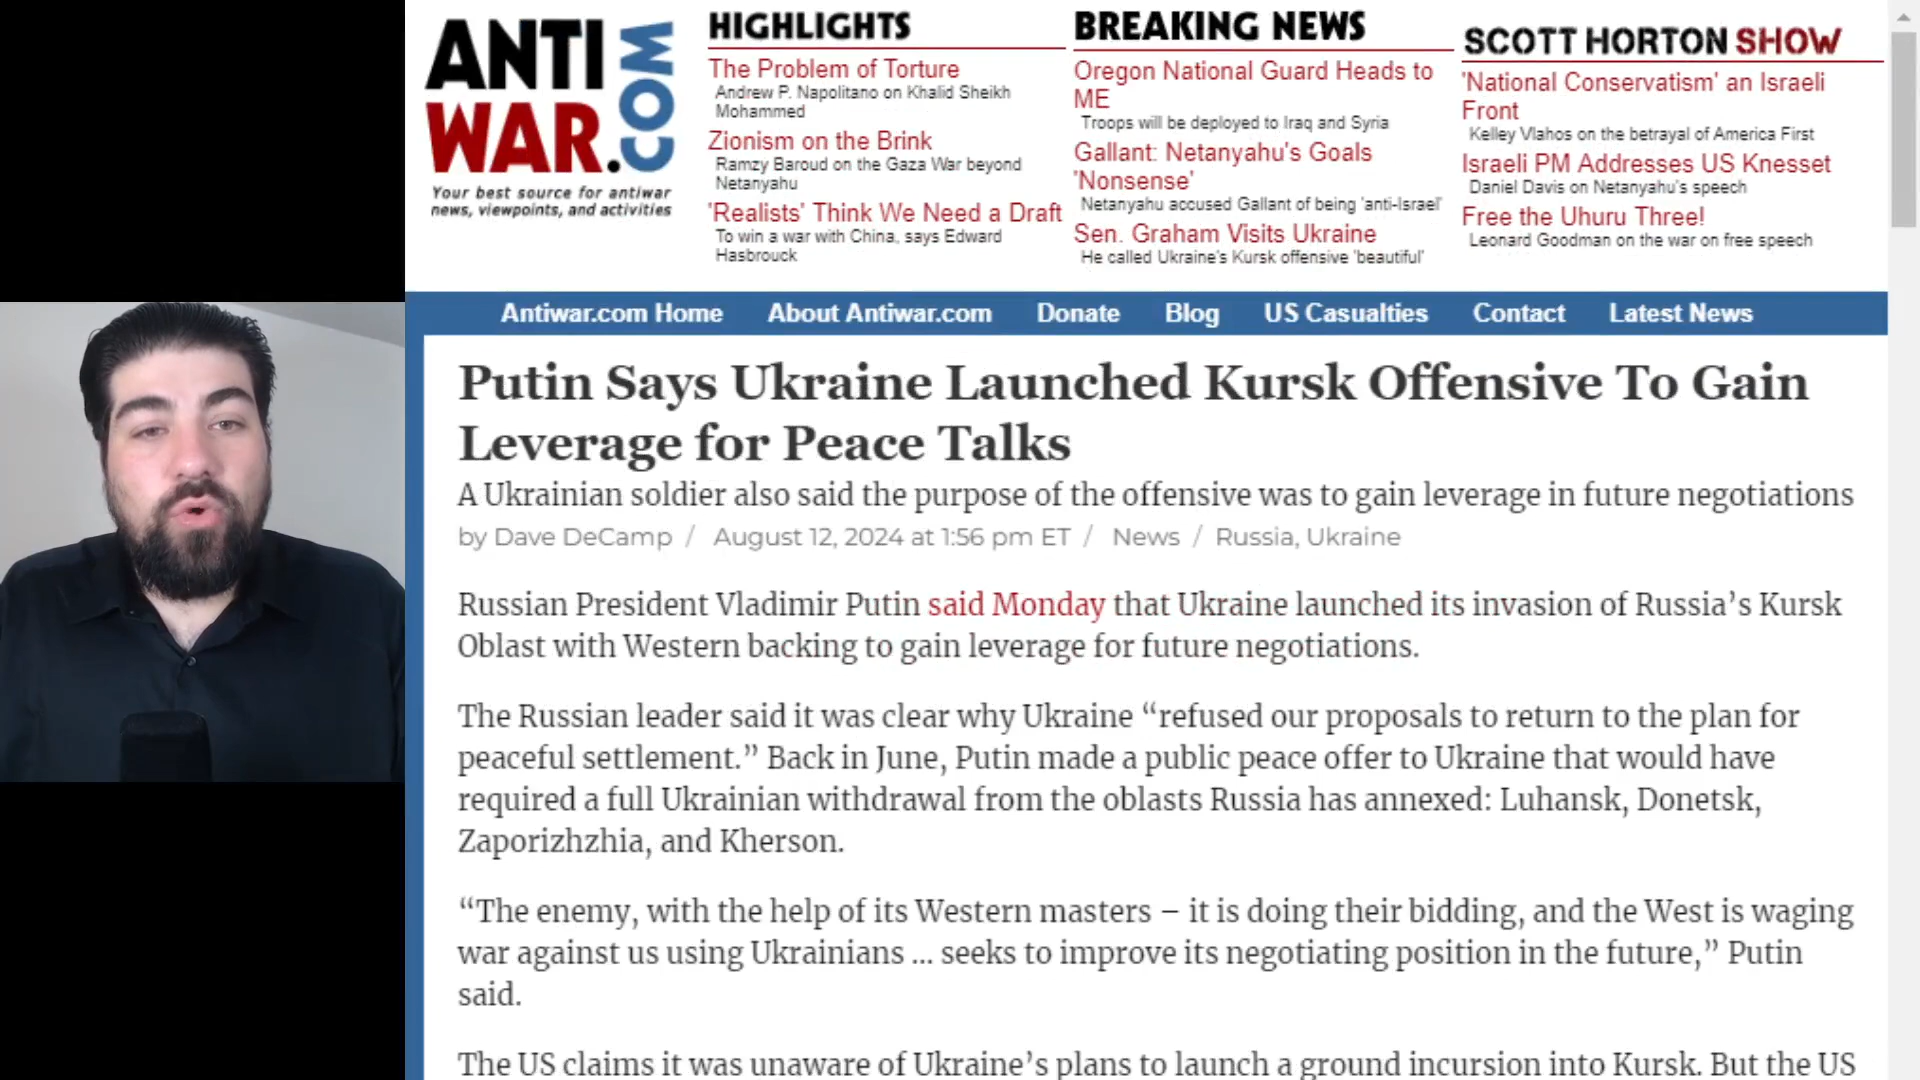 ANTI
WAR.COM
Your best source for antiwar
news, viewpoints, and activities
HIGHLIGHTS
The Problem of Torture
Andrew P. Napolitano on Khalid Sheikh
Mohammed
Zionism on the Brink
Ramzy Baroud on the Gaza War beyond
Netanyahu
'Realists' Think We Need a Draft
To win a war with China, says Edward
Hasbrouck
BREAKING NEWS
Oregon National Guard Heads to
ME
Troops will be deployed to Iraq and Syria
Gallant: Netanyahu's Goals
'Nonsense'
Netanyahu accused Gallant of being 'anti-Israel'
Sen. Graham Visits Ukraine
He called Ukraine's Kursk offensive 'beautiful'
SCOTT HORTON SHOW
'National Conservatism' an Israeli
Front
Kelley Vlahos on the betrayal of America First
Israeli PM Addresses US Knesset
Daniel Davis on Netanyahu's speech
Free the Uhuru Three!
Leonard Goodman on the war on free speech
Antiwar.com Home About Antiwar.com Donate Blog US Casualties Contact Latest News
Putin Says Ukraine Launched Kursk Offensive To Gain
Leverage for Peace Talks
A Ukrainian soldier also said the purpose of the offensive was to gain leverage in future negotiations
by Dave DeCamp / August 12, 2024 at 1:56 pm ET / News / Russia, Ukraine
Russian President Vladimir Putin said Monday that Ukraine launched its invasion of Russia’s Kursk
Oblast with Western backing to gain leverage for future negotiations.
The Russian leader said it was clear why Ukraine “refused our proposals to return to the plan for
peaceful settlement.” Back in June, Putin made a public peace offer to Ukraine that would have
required a full Ukrainian withdrawal from the oblasts Russia has annexed: Luhansk, Donetsk,
Zaporizhzhia, and Kherson.
“The enemy, with the help of its Western masters – it is doing their bidding, and the West is waging
war against us using Ukrainians … seeks to improve its negotiating position in the future,” Putin
said.
The US claims it was unaware of Ukraine’s plans to launch a ground incursion into Kursk. But the US